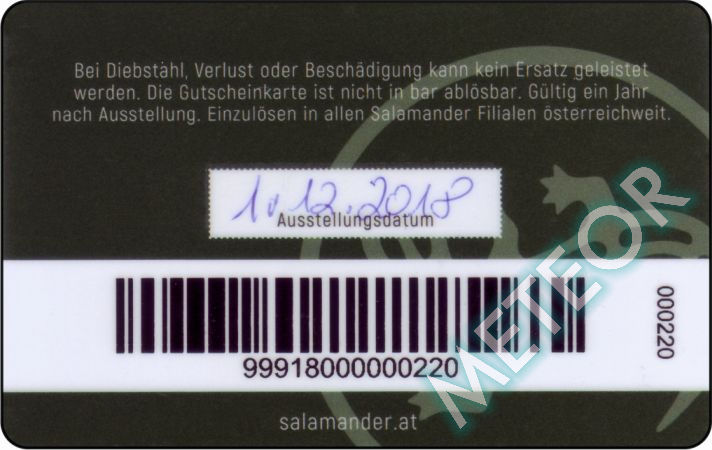 Bei Diebstahl, Verlust oder Beschädigung kann kein Ersatz geleistet
werden. Die Gutscheinkarte ist nicht in bar ablösbar. Gültig ein Jahr
nach Ausstellung. Einzulösen in allen Salamander Filialen österreichweit.
1. 12. 2018
Ausstellungsdatum
99918000000220
000220
METEOR
salamander.at